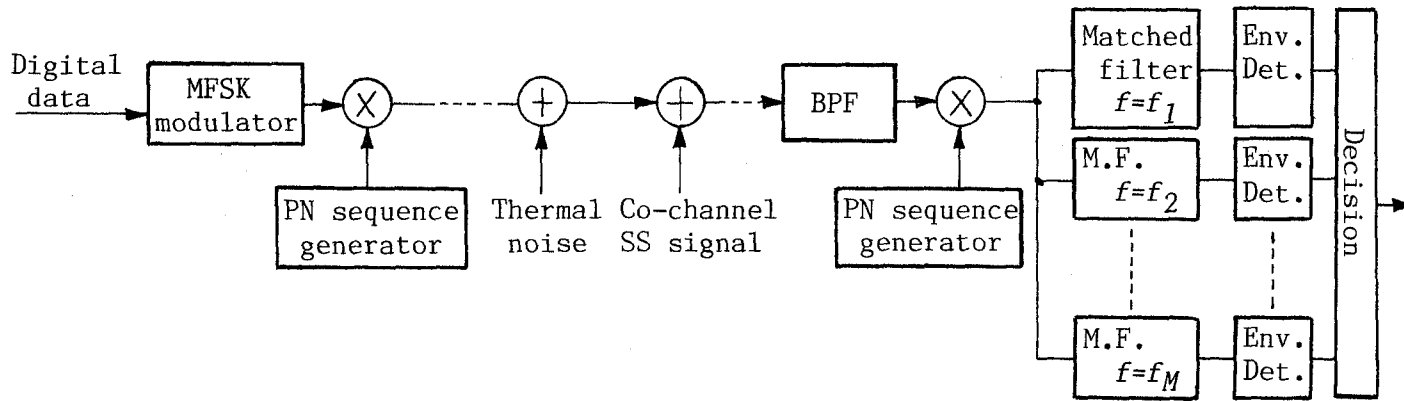 Digital
data
MFSK
modulator
×
PN sequence
generator
+
Thermal
noise
+
Co-channel
SS signal
BPF
×
PN sequence
generator
Matched
filter
f=f1
Env.
Det.
M.F.
f=f2
Env.
Det.
M.F.
f=fM
Env.
Det.
Decision